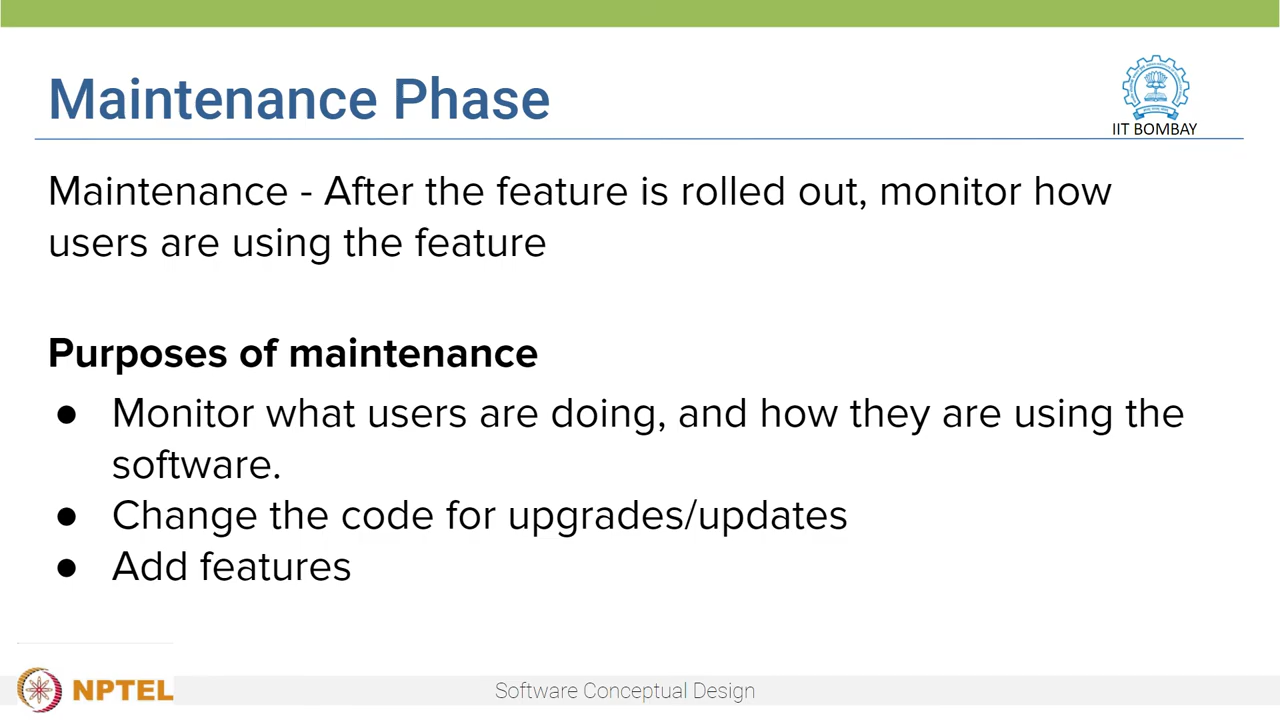 Maintenance Phase
IIT BOMBAY
Maintenance - After the feature is rolled out, monitor how
users are using the feature
Purposes of maintenance
● Monitor what users are doing, and how they are using the
software.
● Change the code for upgrades/updates
● Add features
NPTEL
Software Conceptual Design